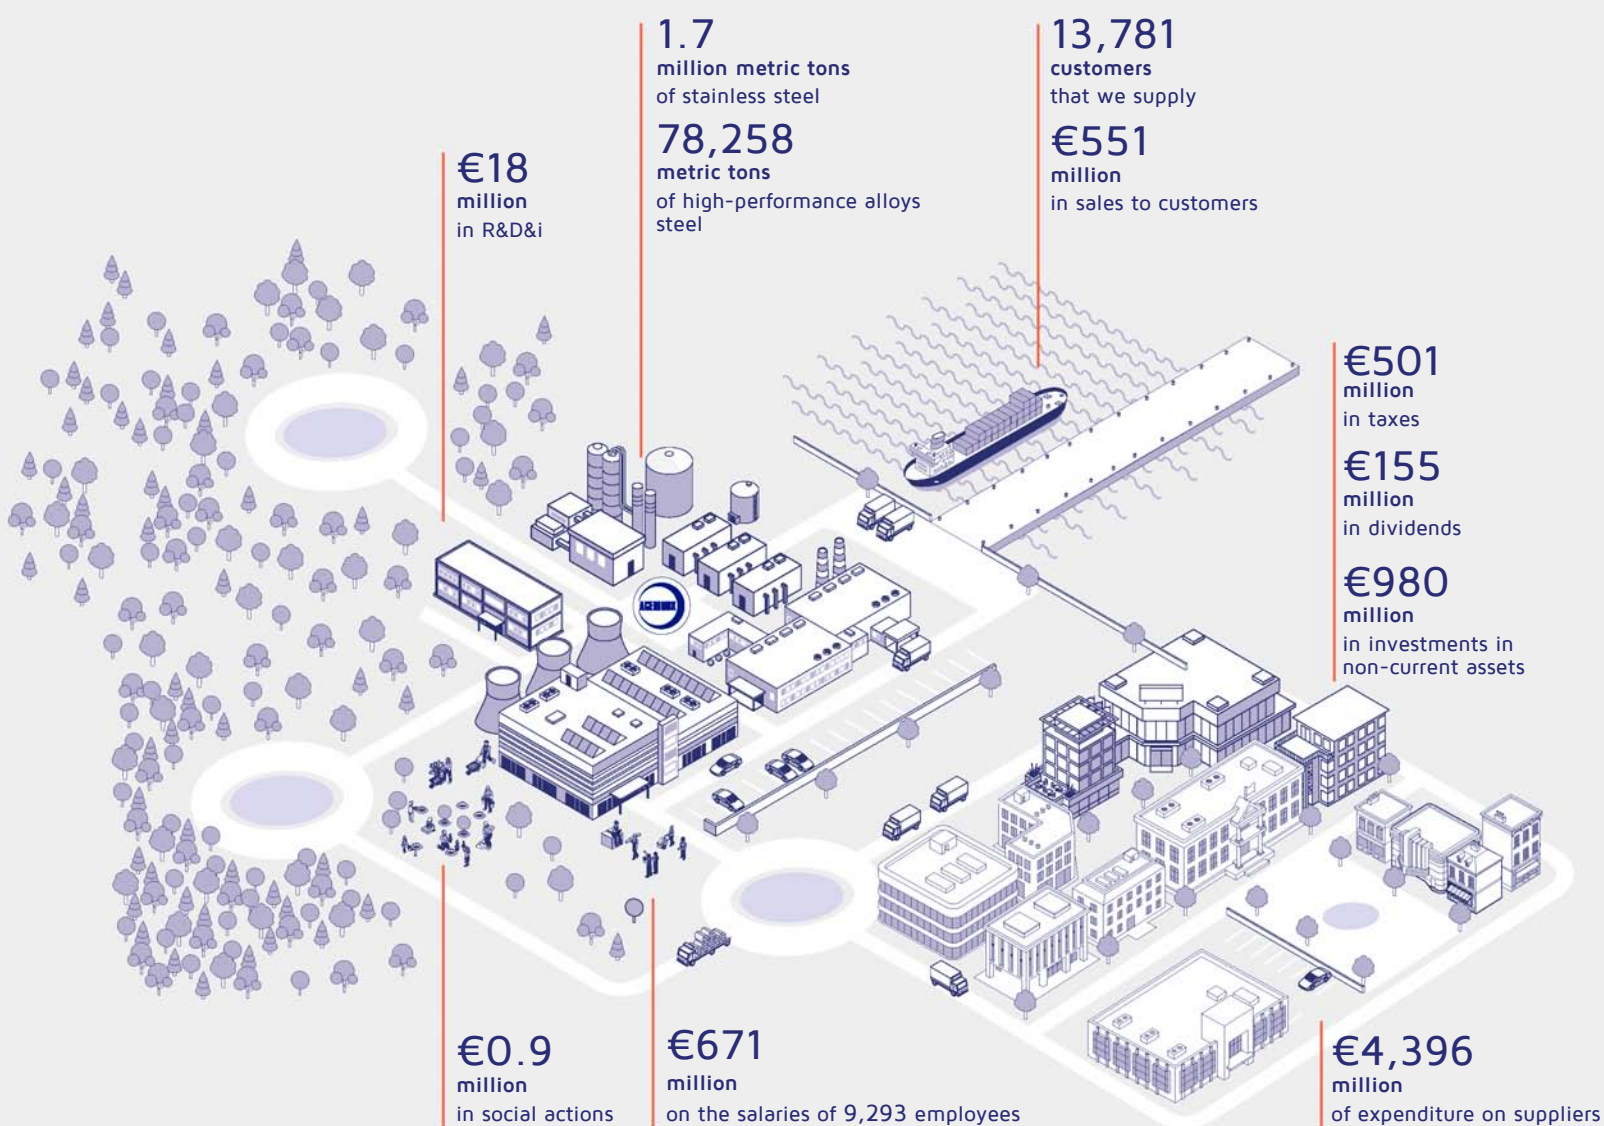 1.7
million metric tons
of stainless steel
78,258
metric tons
of high-performance alloys
steel
13,781
customers
that we supply
€551
million
in sales to customers
€18
million
in R&D&i
€501
million
in taxes
€155
million
in dividends
€980
million
in investments in
non-current assets
€0.9
million
in social actions
€671
million
on the salaries of 9,293 employees
€4,396
million
of expenditure on suppliers